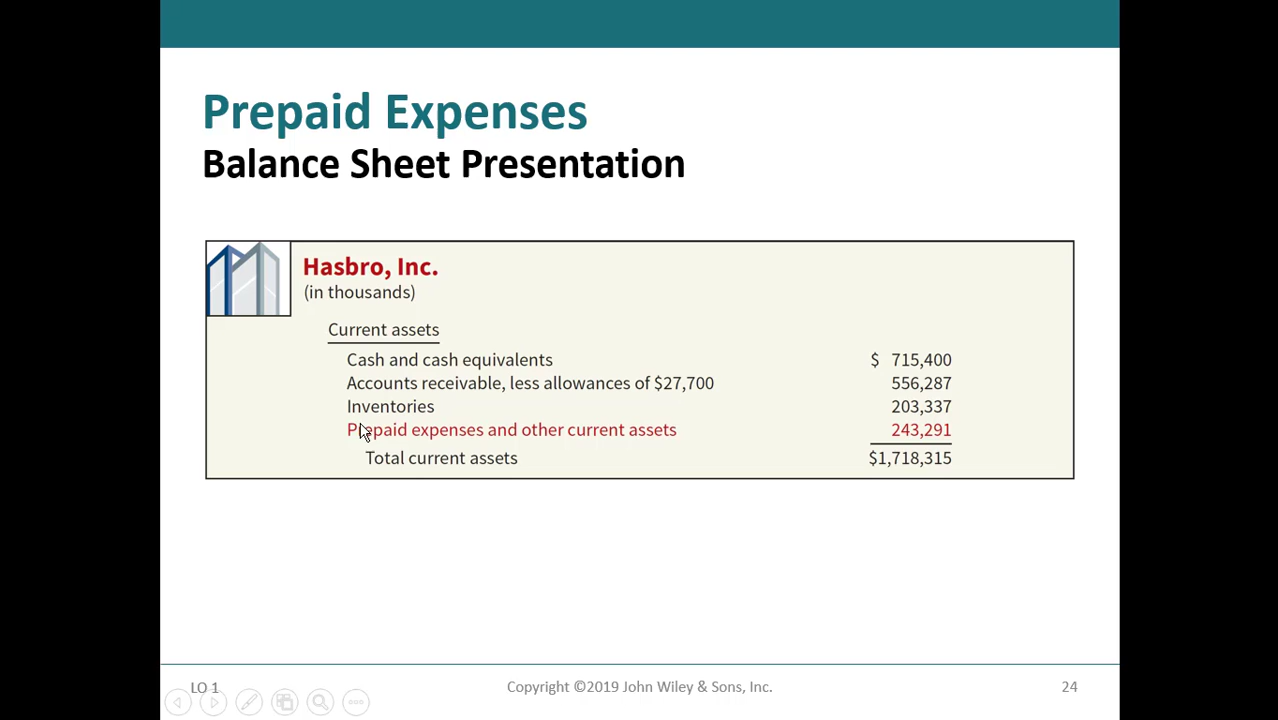 Prepaid Expenses
Balance Sheet Presentation
Hasbro, Inc.
(in thousands)
Current assets
Cash and cash equivalents $ 715,400
Accounts receivable, less allowances of $27,700 556,287
Inventories 203,337
Prepaid expenses and other current assets 243,291
Total current assets $1,718,315
LO 1 Copyright ©2019 John Wiley & Sons, Inc. 24